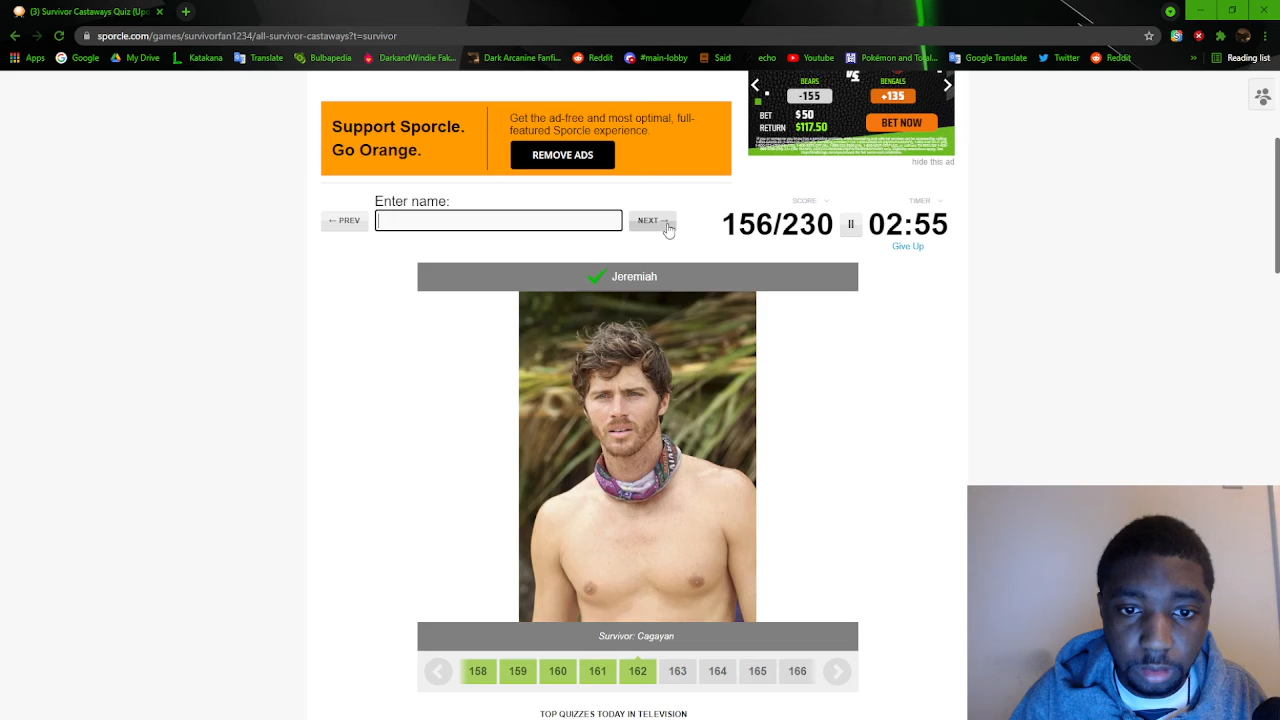 (3) Survivor Castaways Quiz (Upo
sporcle.com/games/survivorfan1234/all-survivor-castaways?t=survivor
Apps Google My Drive Katakana Translate Bulbapedia DarkandWindie Fak... Dark Arcanine Fanfic... Reddit #main-lobby Said echo Youtube Pokémon and Total... Google Translate Twitter Reddit Reading list
BEARS VS BENGALS
-155 +135
BET $50
RETURN $117.50
BET NOW
hide this ad
Support Sporcle.
Go Orange.
Get the ad-free and most optimal, full-
featured Sporcle experience.
REMOVE ADS
Enter name:
← PREV
NEXT →
SCORE
156/230
TIMER
02:55
Give Up
Jeremiah
Survivor: Cagayan
158 159 160 161 162 163 164 165 166
TOP QUIZZES TODAY IN TELEVISION